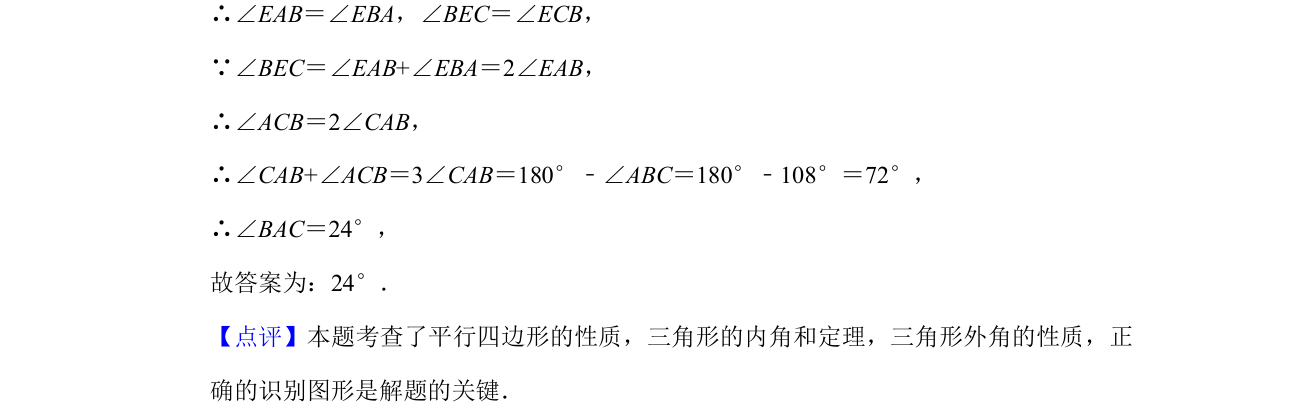 ∴∠EAB＝∠EBA，∠BEC＝∠ECB，
∵∠BEC＝∠EAB+∠EBA＝2∠EAB，
∴∠ACB＝2∠CAB，
∴∠CAB+∠ACB＝3∠CAB＝180°﹣∠ABC＝180°﹣108°＝72°，
∴∠BAC＝24°，
故答案为：24°．
【点评】本题考查了平行四边形的性质，三角形的内角和定理，三角形外角的性质，正
确的识别图形是解题的关键．